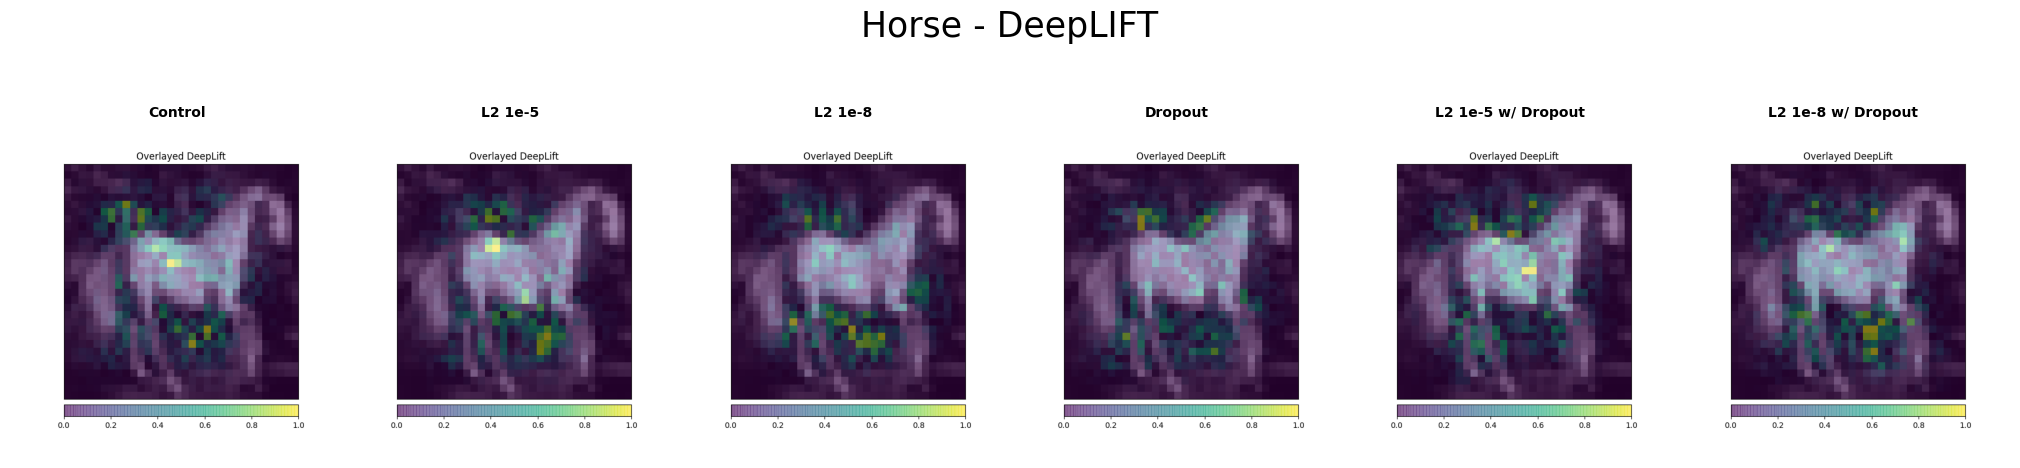 Horse - DeepLIFT
Control
L2 1e-5
L2 1e-8
Dropout
L2 1e-5 w/ Dropout
L2 1e-8 w/ Dropout
Overlayed DeepLift
Overlayed DeepLift
Overlayed DeepLift
Overlayed DeepLift
Overlayed DeepLift
Overlayed DeepLift
0.0 0.2 0.4 0.6 0.8 1.0
0.0 0.2 0.4 0.6 0.8 1.0
0.0 0.2 0.4 0.6 0.8 1.0
0.0 0.2 0.4 0.6 0.8 1.0
0.0 0.2 0.4 0.6 0.8 1.0
0.0 0.2 0.4 0.6 0.8 1.0